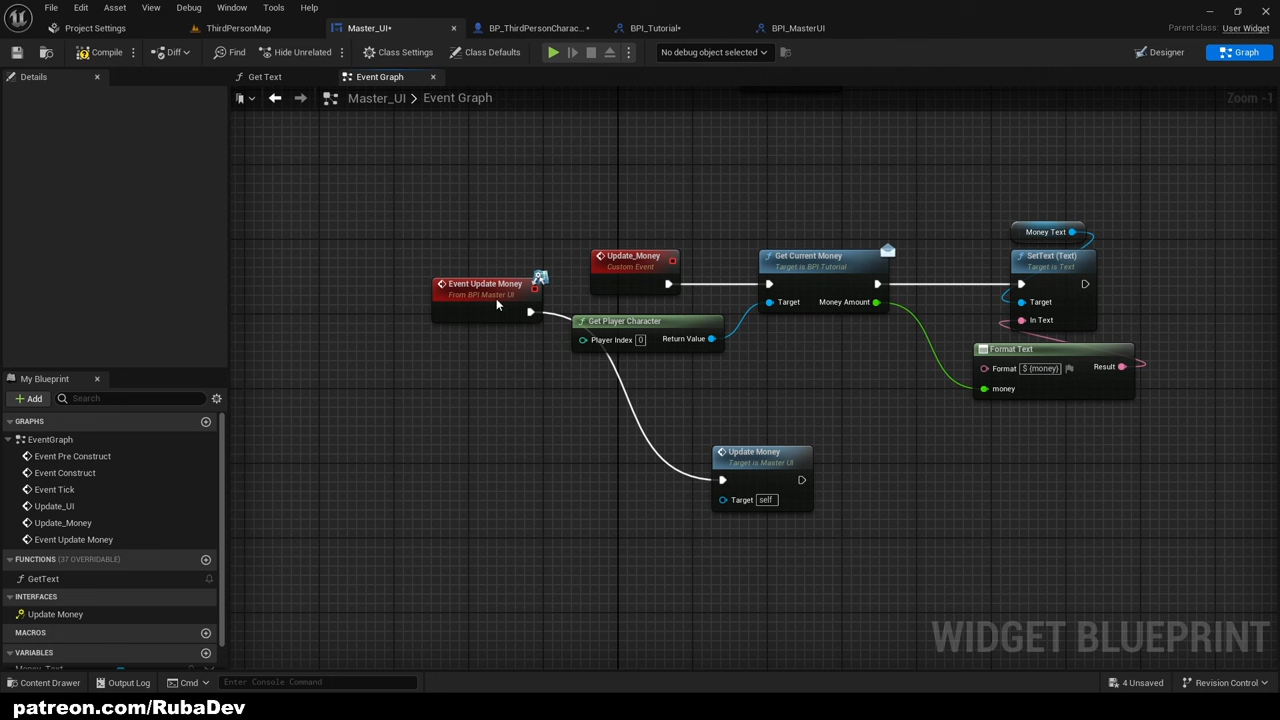 File Edit Asset View Debug Window Tools Help
Project Settings ThirdPersonMap Master_UI• BP_ThirdPersonCharac...• BPI_Tutorial• BPI_MasterUI Parent class: User Widget
Compile Diff Find Hide Unrelated Class Settings Class Defaults No debug object selected Designer Graph
Details Get Text Event Graph
Master_UI > Event Graph Zoom -1
Money Text
Update_Money
Custom Event
Get Current Money
Target is BPI Tutorial
SetText (Text)
Target is Text
Event Update Money
From BPI Master UI
Target Money Amount
Target
In Text
Get Player Character
Player Index 0 Return Value
Format Text
Format $ {money} Result
money
Update Money
Target is Master UI
Target self
My Blueprint
Add Search
GRAPHS
EventGraph
Event Pre Construct
Event Construct
Event Tick
Update_UI
Update_Money
Event Update Money
FUNCTIONS (37 OVERRIDABLE)
GetText
INTERFACES
Update Money
MACROS
VARIABLES
WIDGET BLUEPRINT
Content Drawer Output Log Cmd Enter Console Command 4 Unsaved Revision Control
patreon.com/RubaDev